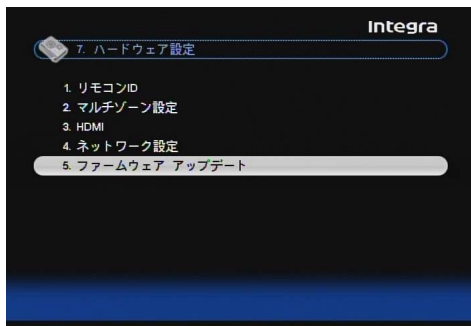 Integra
7. ハードウェア設定
1. リモコンID
2. マルチゾーン設定
3. HDMI
4. ネットワーク設定
5. ファームウェア アップデート